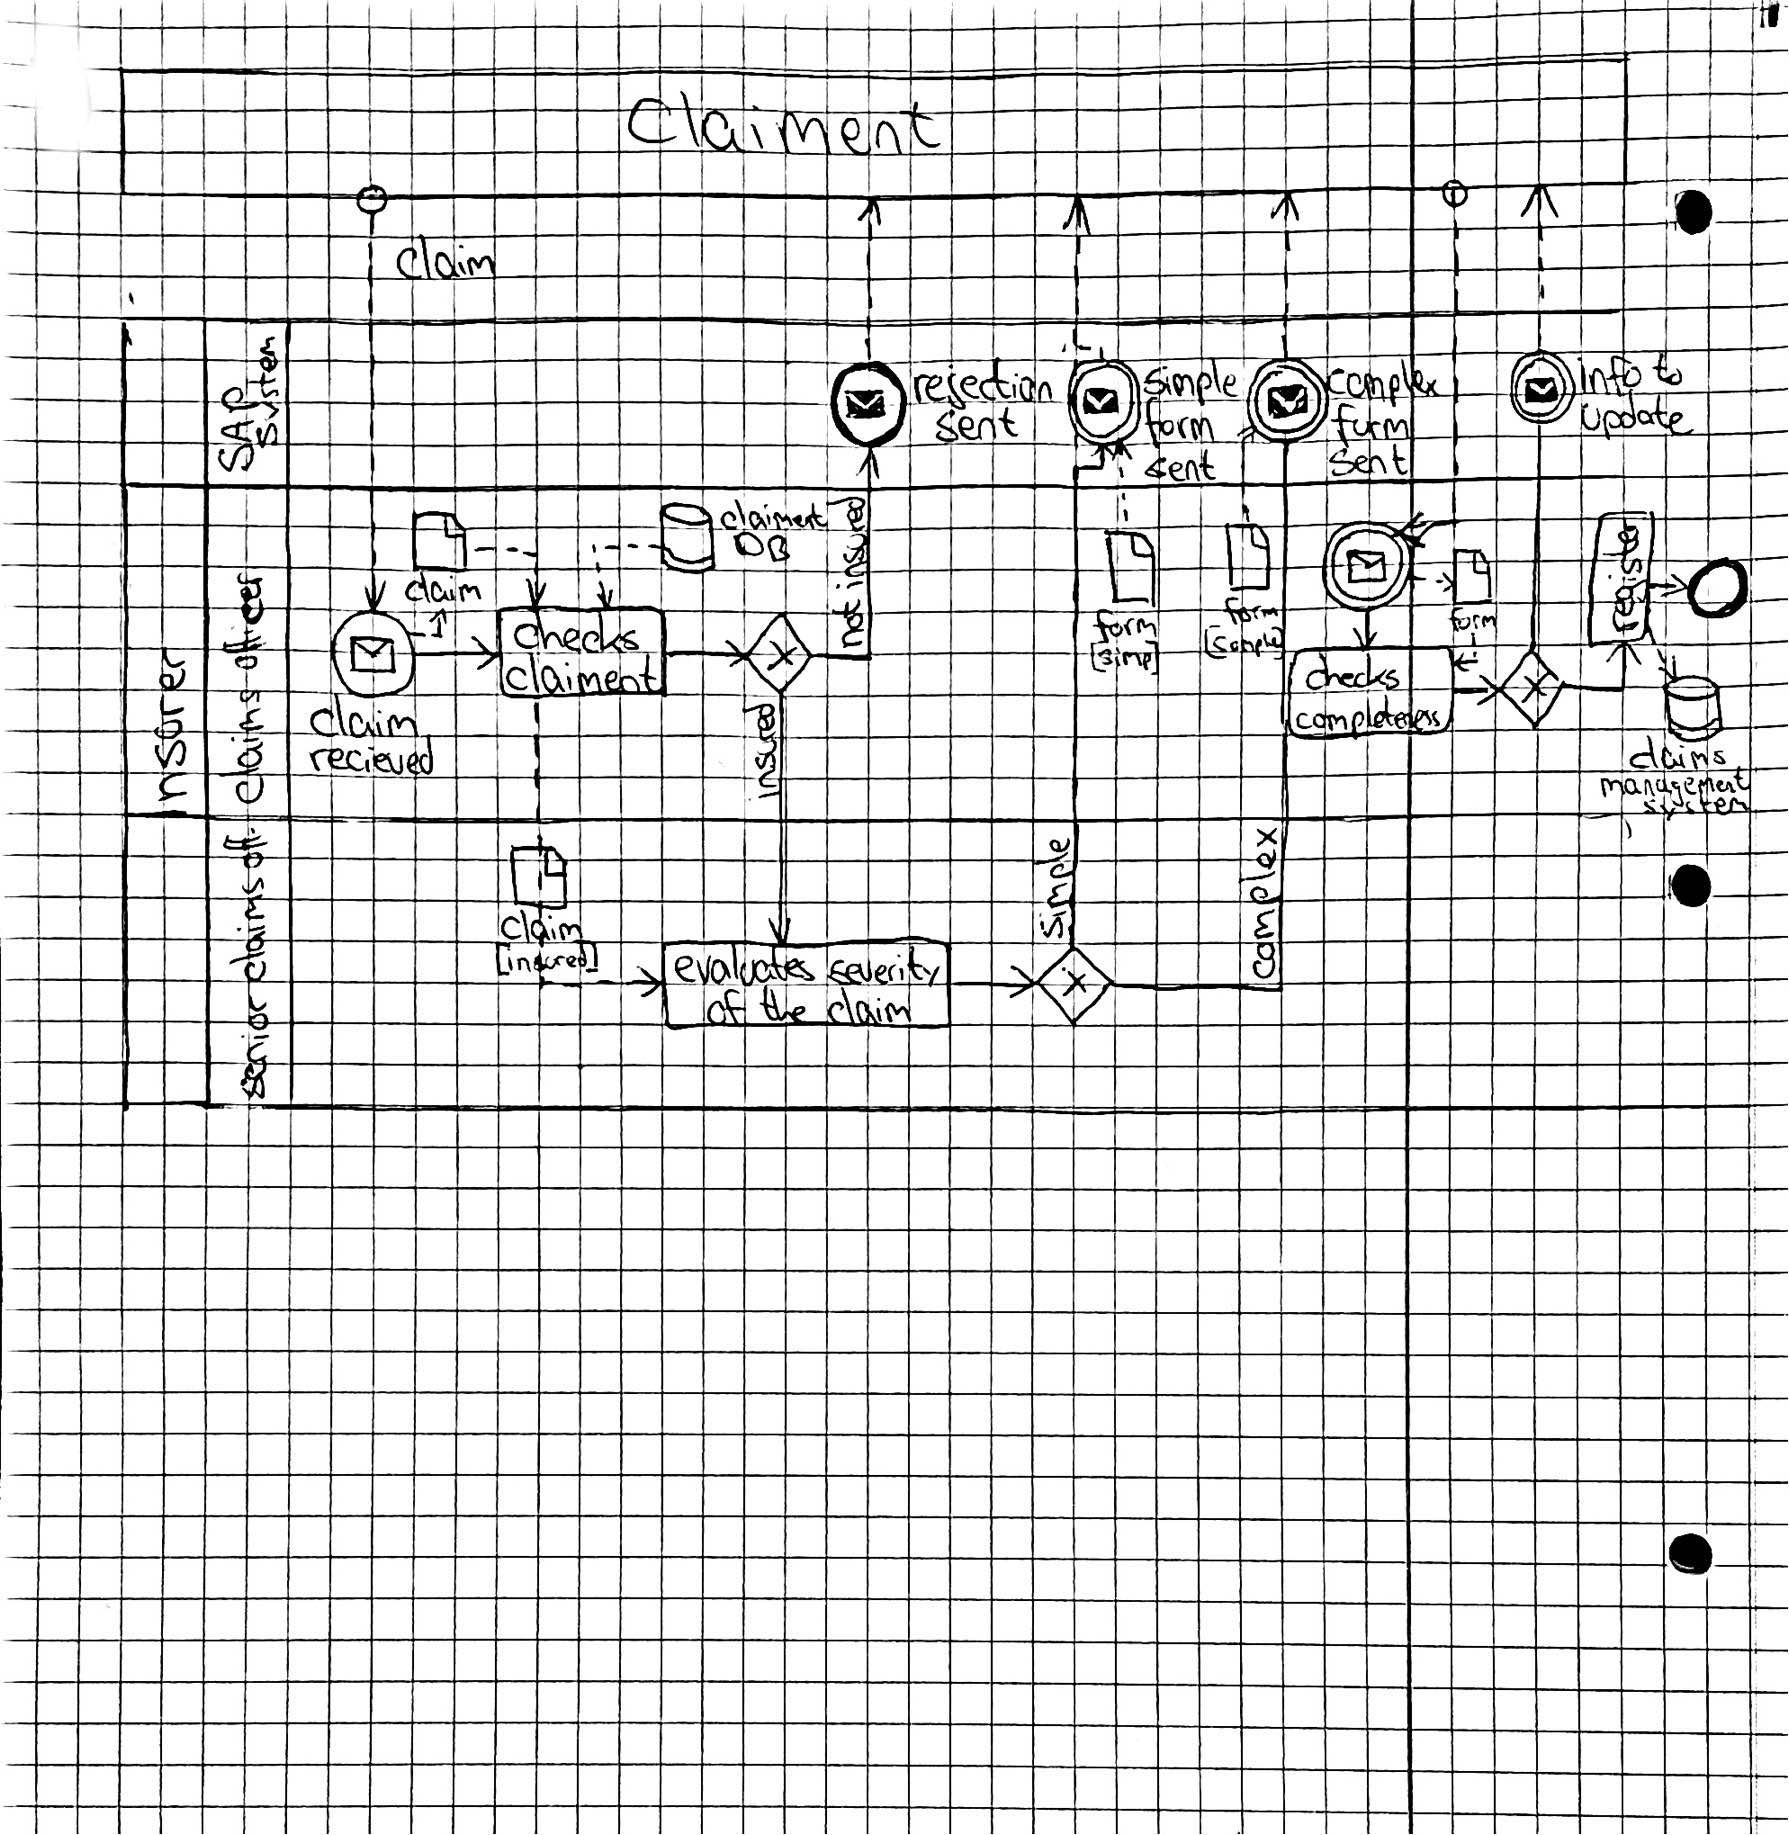 Claiment
claim
insurer
SAP
system
claims officer
senior claims off.
rejection
sent
simple
form
sent
complex
form
sent
info to
update
claim
claiment
DB
not insured
claim
recieved
checks
claiment
insured
form
[simp]
form
[comple]
form
checks
completeness
register
claims
management
system
claim
[insured]
evaluates severity
of the claim
simple
complex